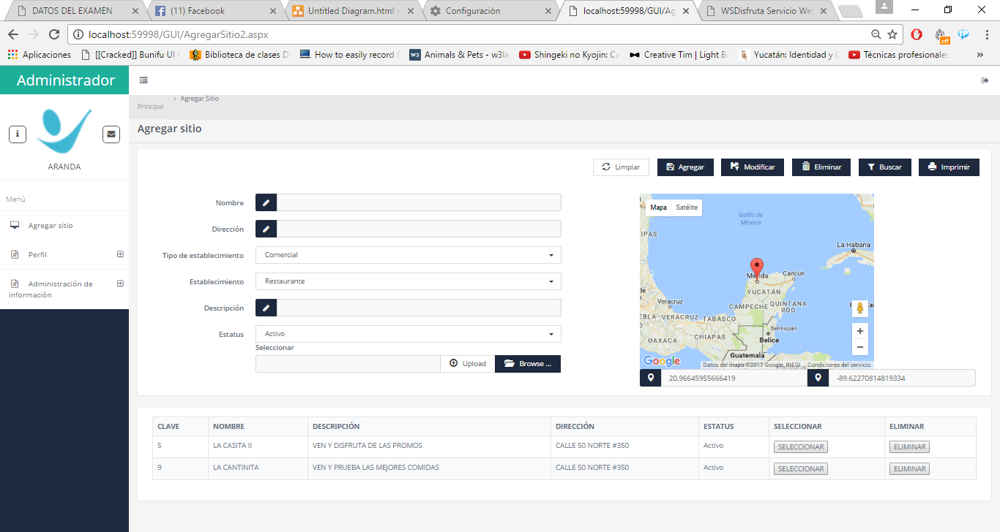 DATOS DEL EXAMEN
(11) Facebook
Untitled Diagram.html -
Configuración
localhost:59998/GUI/Ag
WSDisfruta Servicio Web
localhost:59998/GUI/AgregarSitio2.aspx
off
Aplicaciones
[[Cracked]] Bunifu UI
Biblioteca de clases
How to easily record
w3 Animals & Pets - w3la
Shingeki no Kyojin: Ca
Creative Tim | Light
Yucatán: Identidad y
Técnicas profesionales
»
Administrador
> Agregar Sitio
Principal
Agregar sitio
i
ARANDA
Menú
Agregar sitio
Perfil
Administración de
información
Limpiar
Agregar
Modificar
Eliminar
Buscar
Imprimir
Nombre
Dirección
Tipo de establecimiento
Comercial
Establecimiento
Restaurante
Descripción
Estatus
Activo
Seleccionar
Upload
Browse ...
Mapa
Satélite
Golfo de
México
IPAS
La Habana
Mérida
Cancún
YUCATÁN
Veracruz
CAMPECHE
QUINTANA
ROO
EBLA
VERACRUZ
TABASCO
Belmopán
OAXACA
CHIAPAS
Belice
Guatemala
+
−
Google
Datos del mapa ©2017 Google, INEGI
Condiciones del servicio
20.96645955666419
-89.62270814819334
CLAVE NOMBRE DESCRIPCIÓN DIRECCIÓN ESTATUS SELECCIONAR ELIMINAR
5 LA CASITA II VEN Y DISFRUTA DE LAS PROMOS CALLE 50 NORTE #350 Activo SELECCIONAR ELIMINAR
9 LA CANTINITA VEN Y PRUEBA LAS MEJORES COMIDAS CALLE 50 NORTE #350 Activo SELECCIONAR ELIMINAR